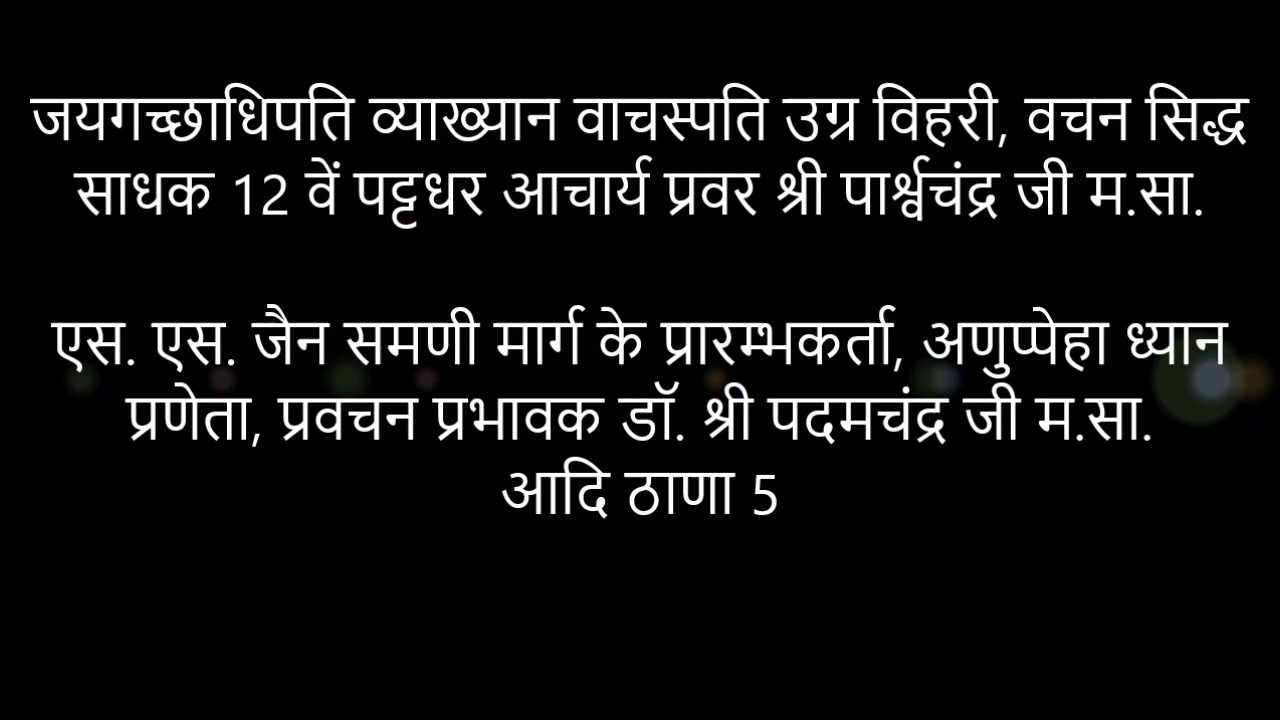 जयगच्छाधिपति व्याख्यान वाचस्पति उग्र विहरी, वचन सिद्ध
साधक 12 वें पट्टधर आचार्य प्रवर श्री पार्श्वचंद्र जी म.सा.
एस. एस. जैन समणी मार्ग के प्रारम्भकर्ता, अणुप्पेहा ध्यान
प्रणेता, प्रवचन प्रभावक डॉ. श्री पदमचंद्र जी म.सा.
आदि ठाणा 5